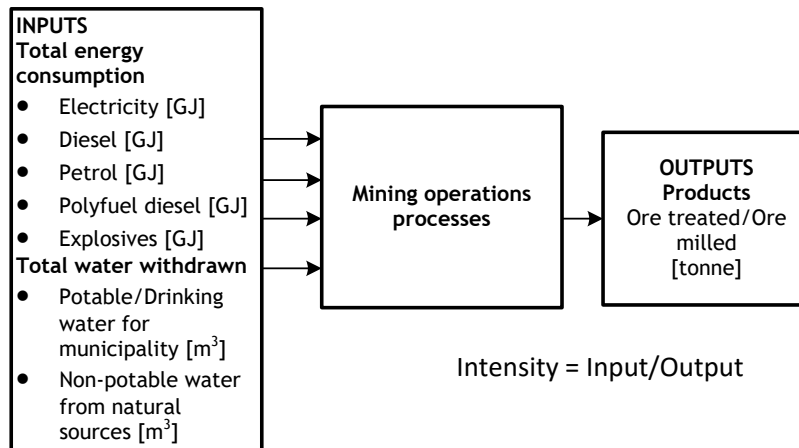 INPUTS
Total energy
consumption
● Electricity [GJ]
● Diesel [GJ]
● Petrol [GJ]
● Polyfuel diesel [GJ]
● Explosives [GJ]
Total water withdrawn
● Potable/Drinking
water for
municipality [m³]
● Non-potable water
from natural
sources [m³]
Mining operations
processes
OUTPUTS
Products
Ore treated/Ore
milled
[tonne]
Intensity = Input/Output